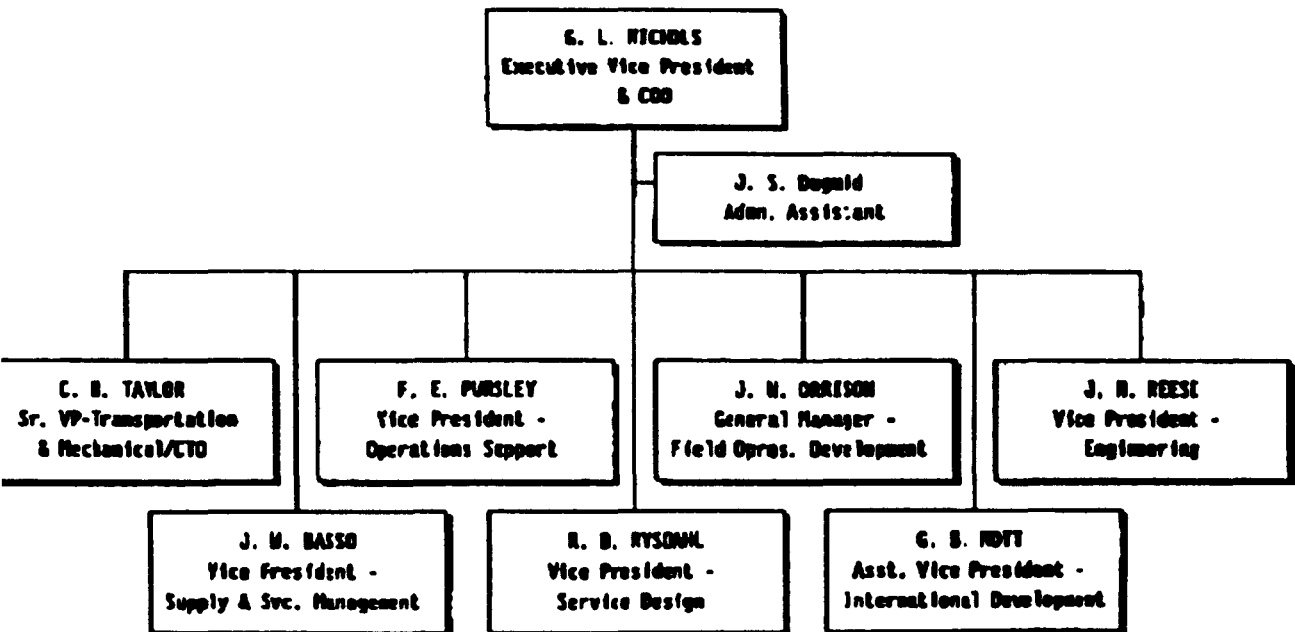 G. L. NICHOLS
Executive Vice President
& COO
J. S. Duguid
Admn. Assistant
C. N. TAYLOR
Sr. VP-Transportation
& Mechanical/CTO
F. E. PURSLEY
Vice President -
Operations Support
J. N. ORRISON
General Manager -
Field Oprns. Development
J. N. REESE
Vice President -
Engineering
J. W. BASSO
Vice President -
Supply & Svc. Management
R. D. RYSDAHL
Vice President -
Service Design
G. S. MOTT
Asst. Vice President -
International Development